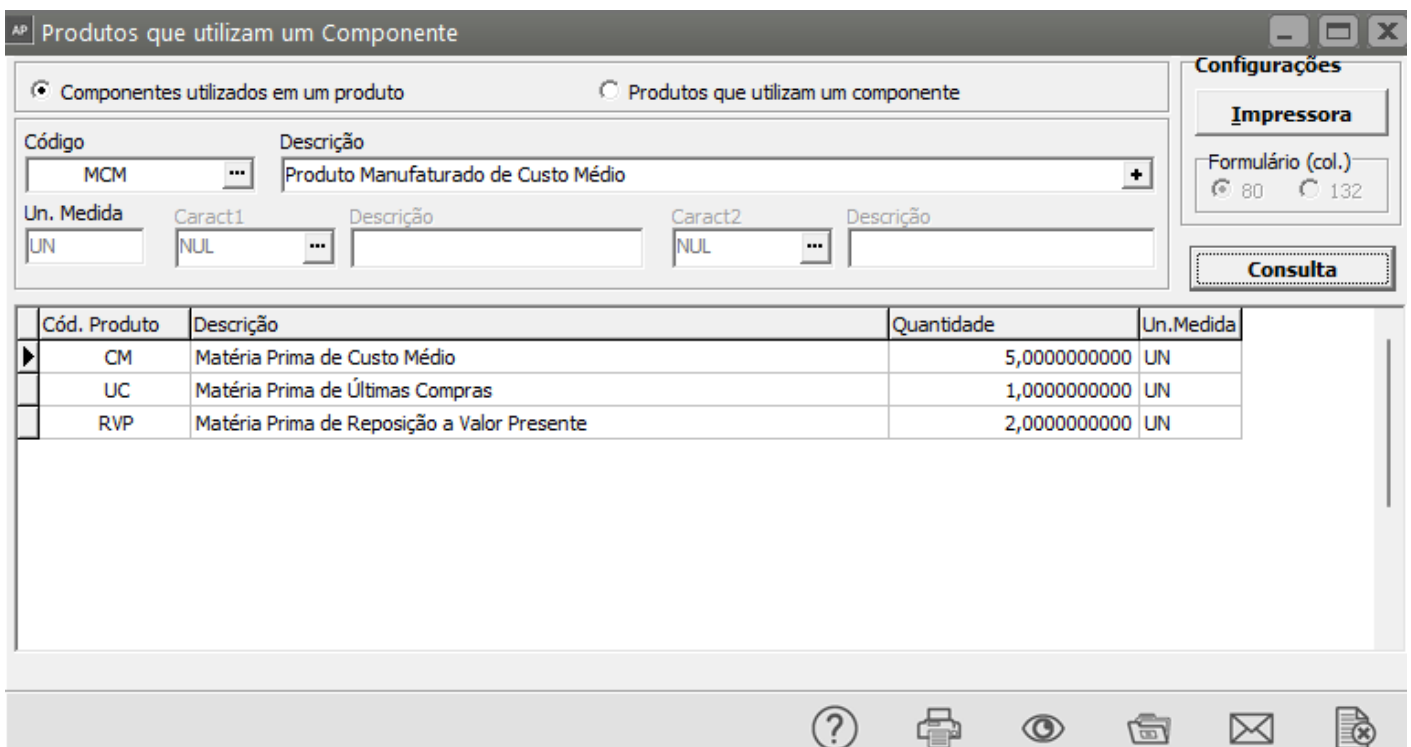 AP Produtos que utilizam um Componente
Componentes utilizados em um produto Produtos que utilizam um componente
Configurações
Impressora
Formulário (col.)
80 132
Consulta
Código Descrição
MCM ... Produto Manufaturado de Custo Médio +
Un. Medida Caract1 Descrição Caract2 Descrição
UN NUL ... NUL ...
Cód. Produto Descrição Quantidade Un.Medida
CM Matéria Prima de Custo Médio 5,0000000000 UN
UC Matéria Prima de Últimas Compras 1,0000000000 UN
RVP Matéria Prima de Reposição a Valor Presente 2,0000000000 UN
?